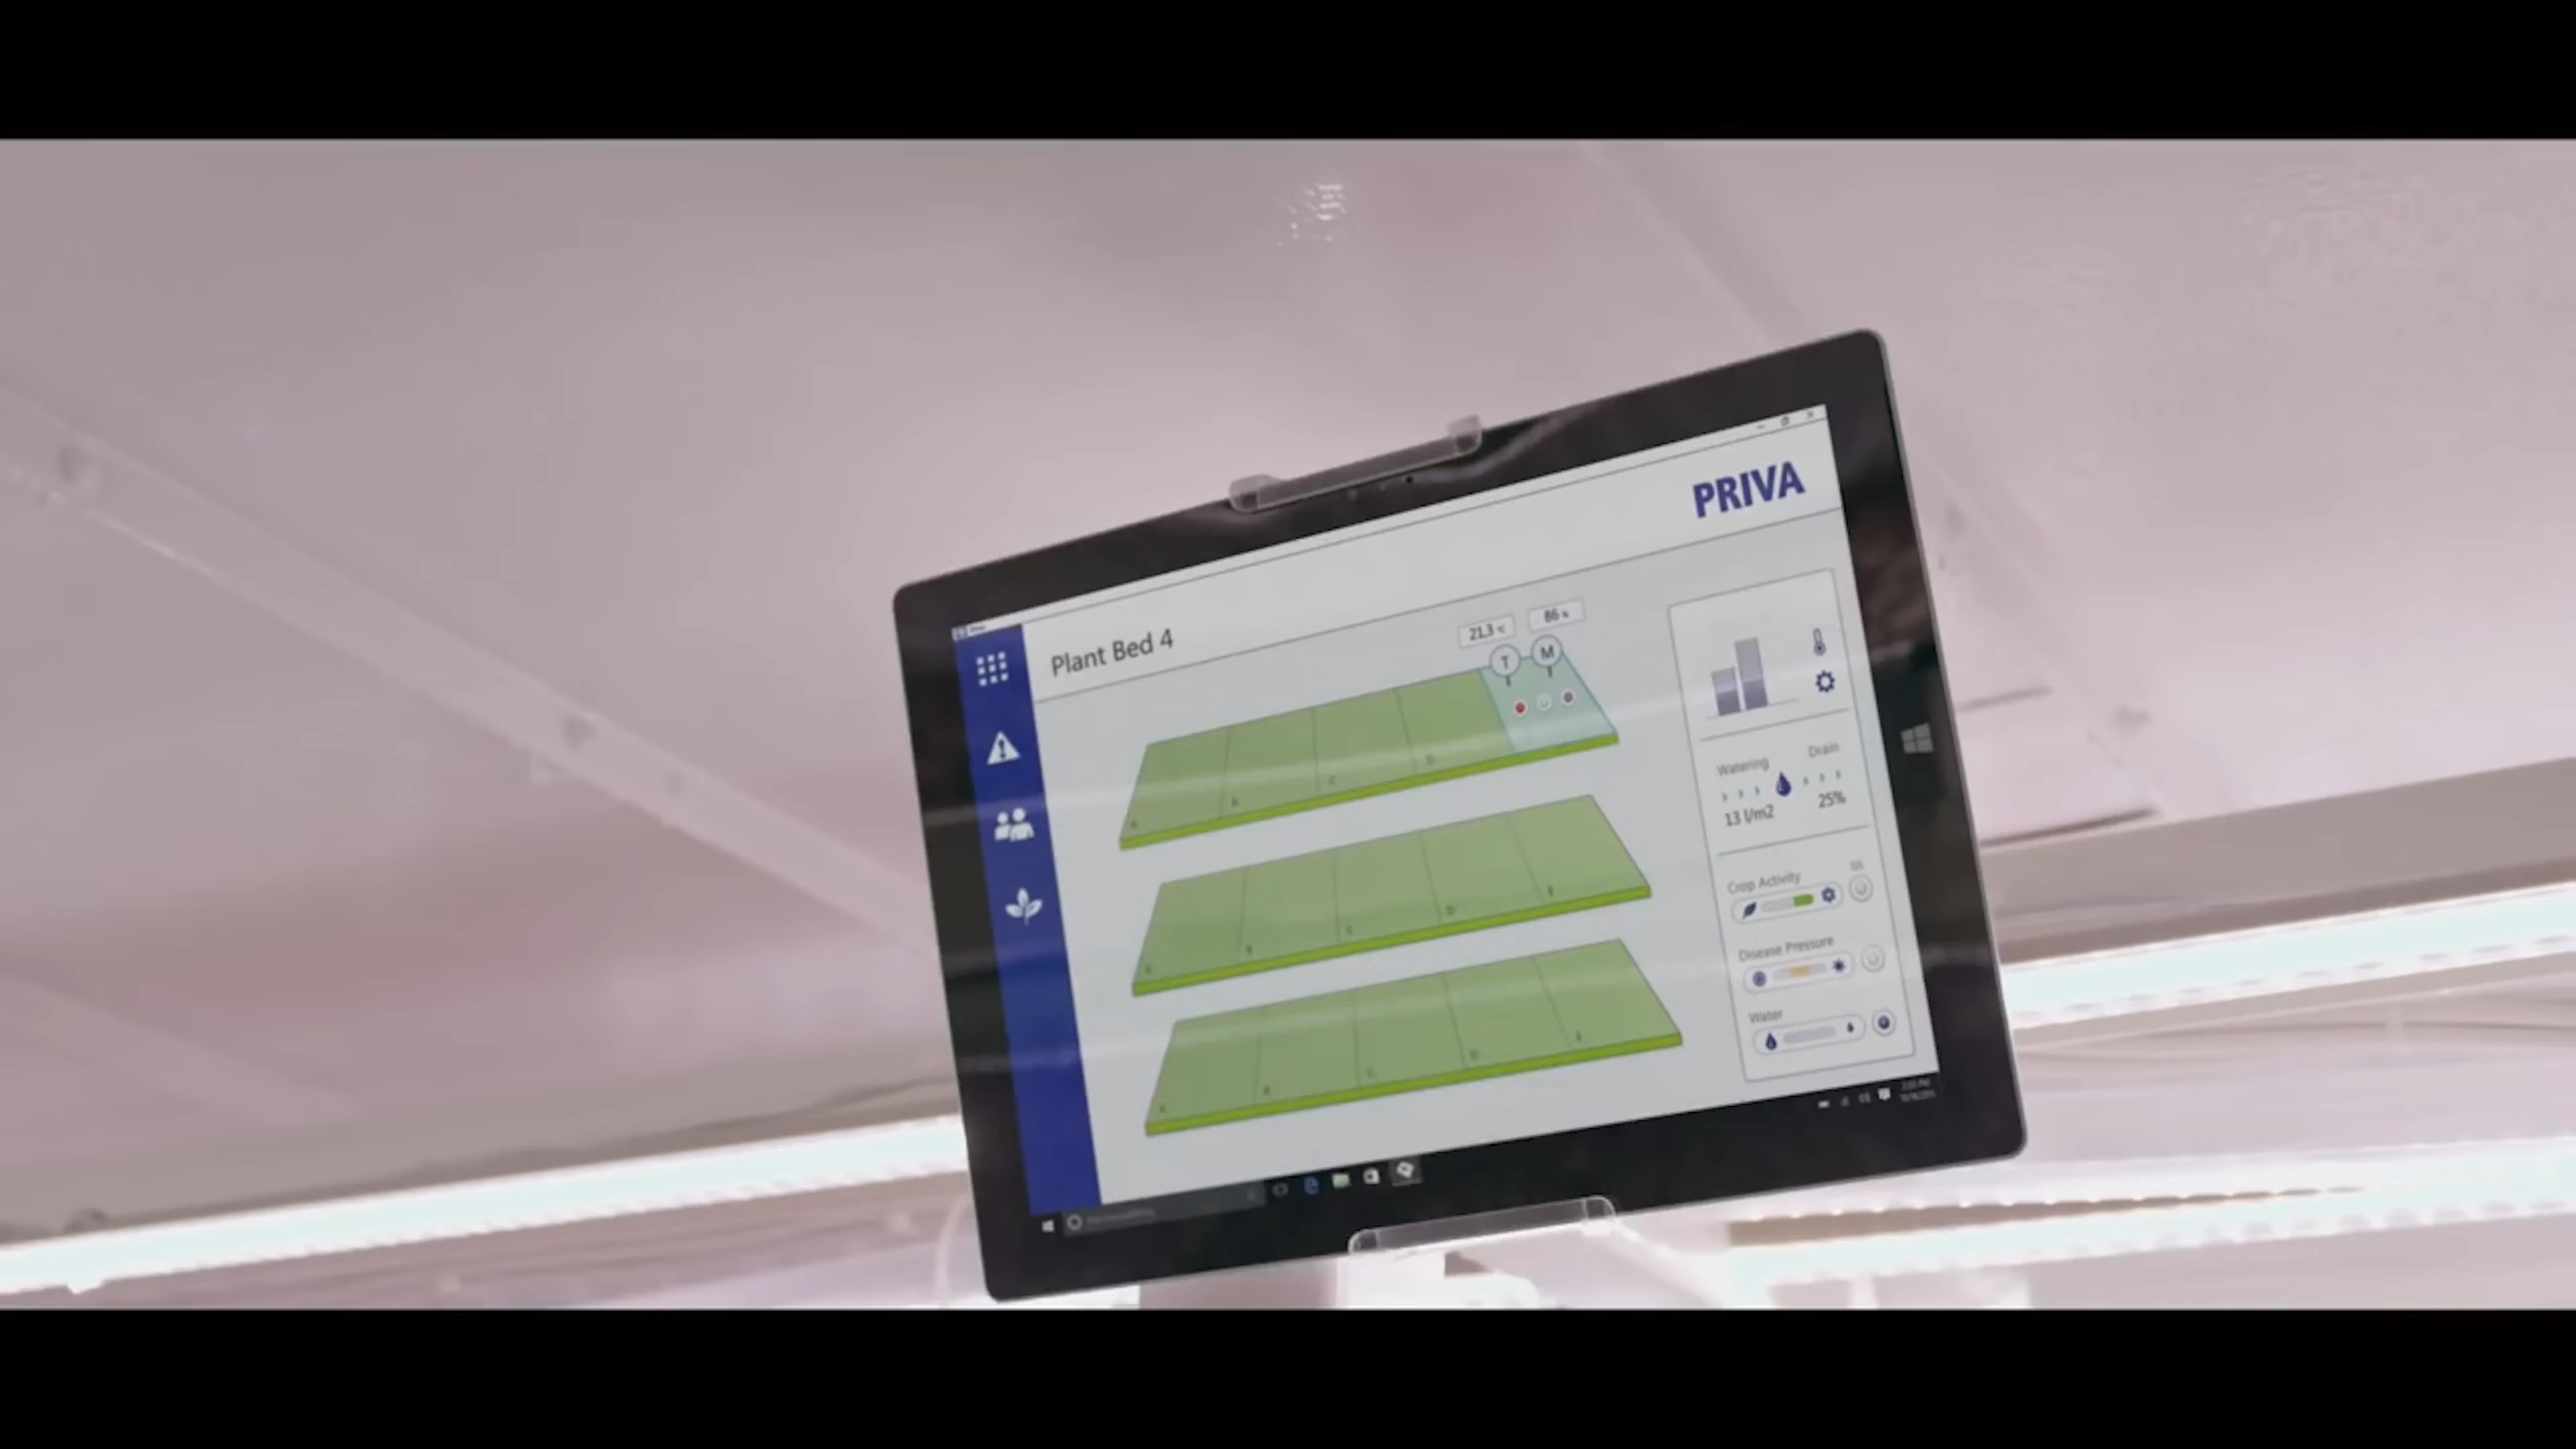 PRIVA
Plant Bed 4
21,3 °C
86 %
T
M
Watering
Drain
13 l/m2
25%
Crop Activity
Disease Pressure
Water